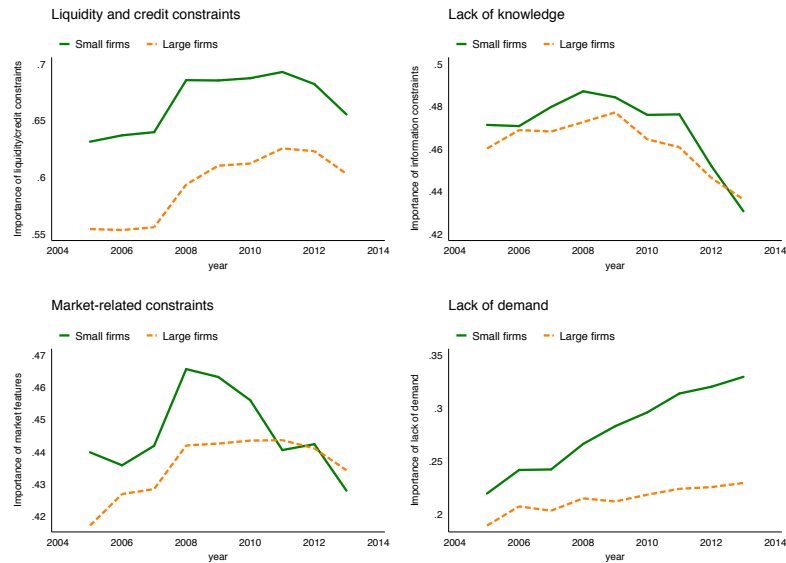 Liquidity and credit constraints
Small firms Large firms
Importance of liquidity/credit constraints
.7
.65
.6
.55
2004 2006 2008 2010 2012 2014
year
Lack of knowledge
Small firms Large firms
Importance of information constraints
.5
.48
.46
.44
.42
2004 2006 2008 2010 2012 2014
year
Market-related constraints
Small firms Large firms
Importance of market features
.47
.46
.45
.44
.43
.42
2004 2006 2008 2010 2012 2014
year
Lack of demand
Small firms Large firms
Importance of lack of demand
.35
.3
.25
.2
2004 2006 2008 2010 2012 2014
year